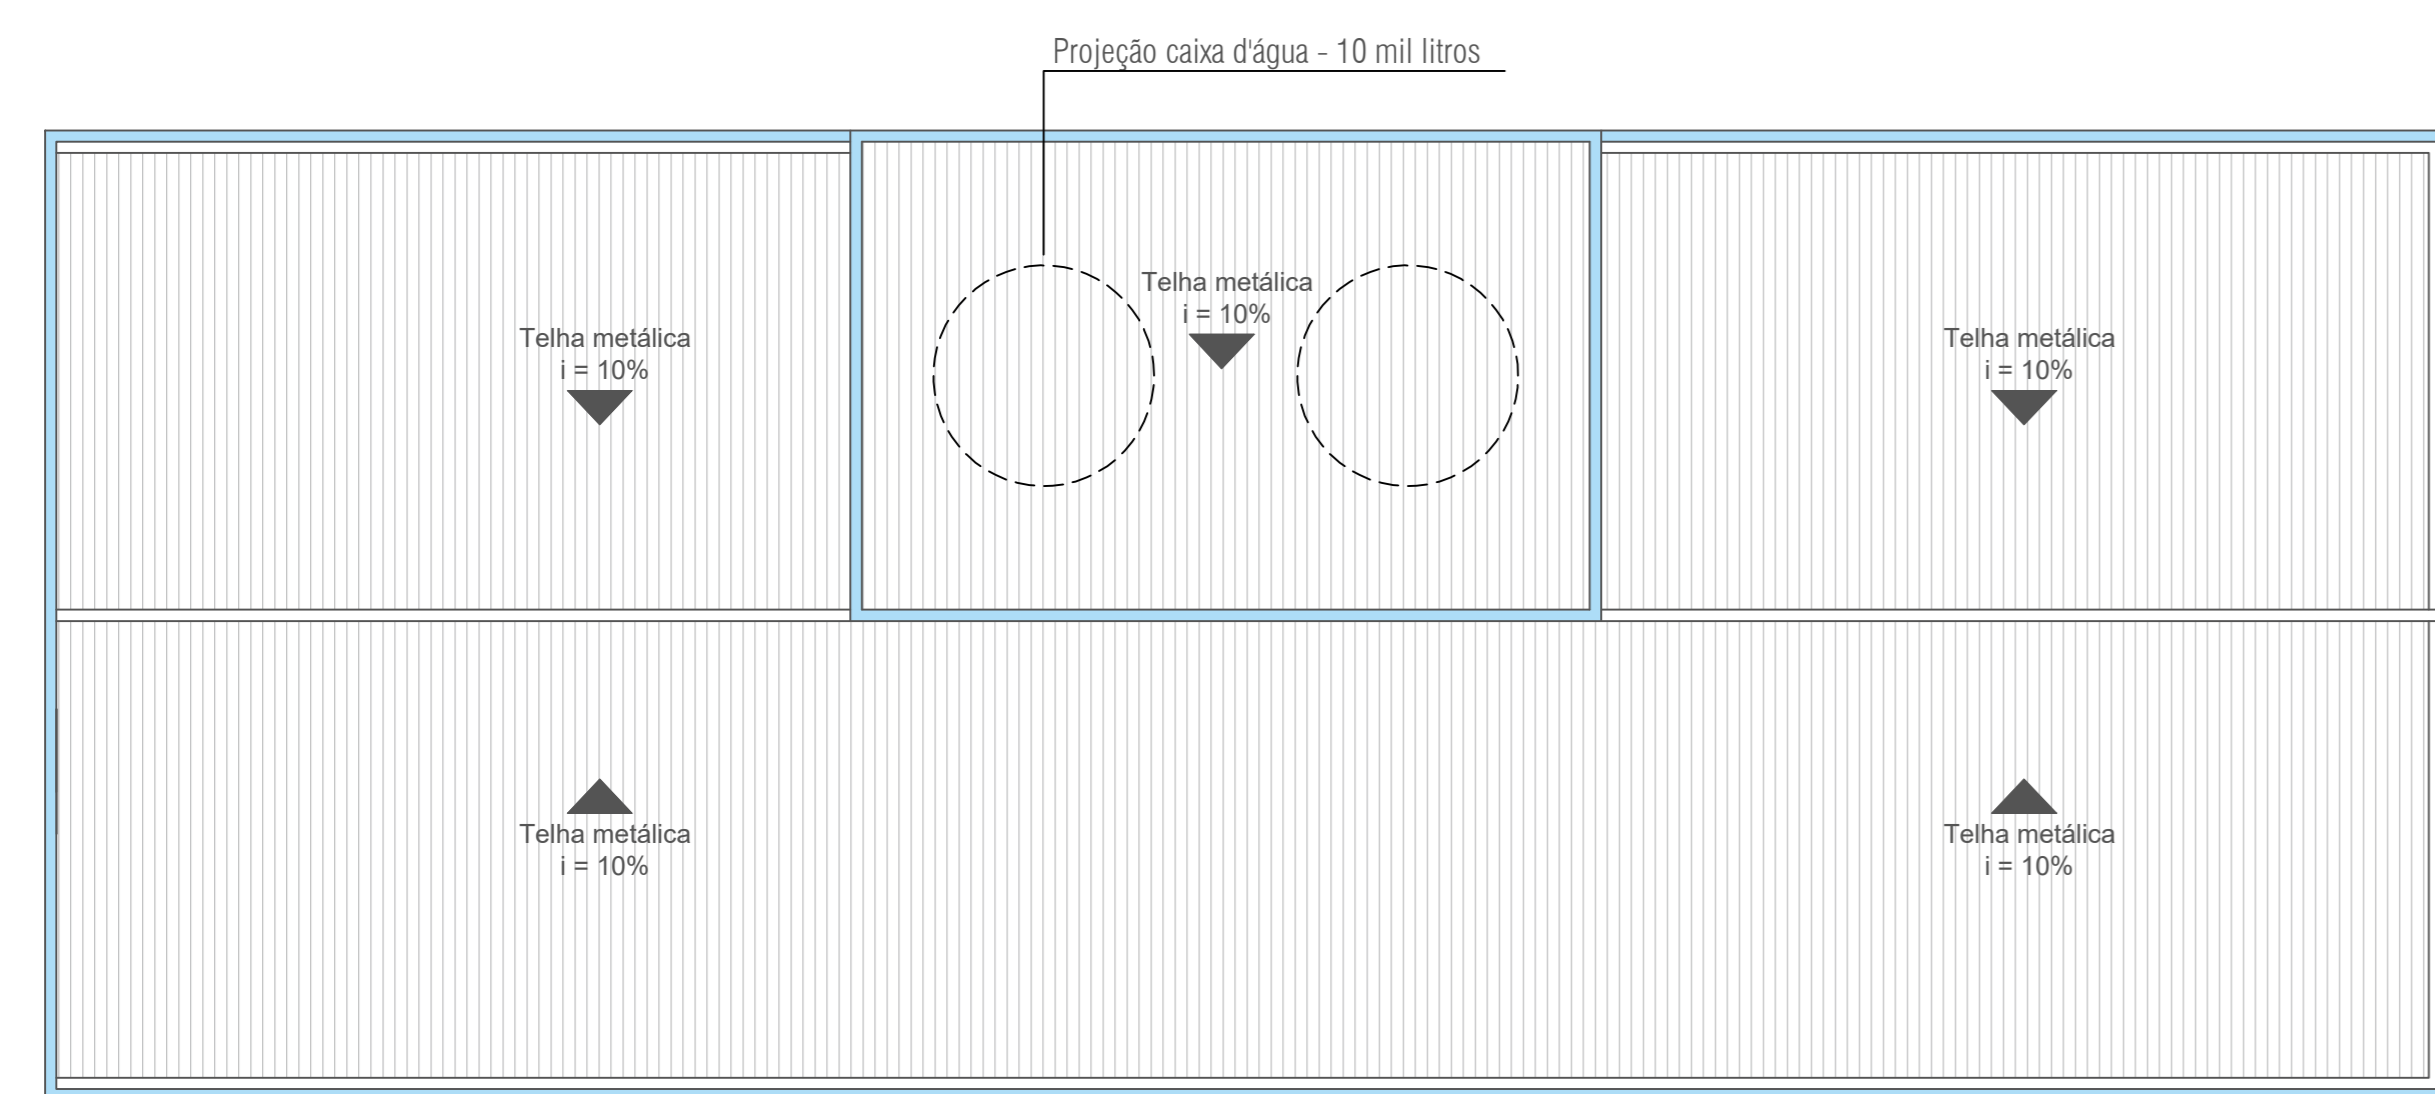 Projeção caixa d'água - 10 mil litros
Telha metálica
i = 10%
Telha metálica
i = 10%
Telha metálica
i = 10%
Telha metálica
i = 10%
Telha metálica
i = 10%